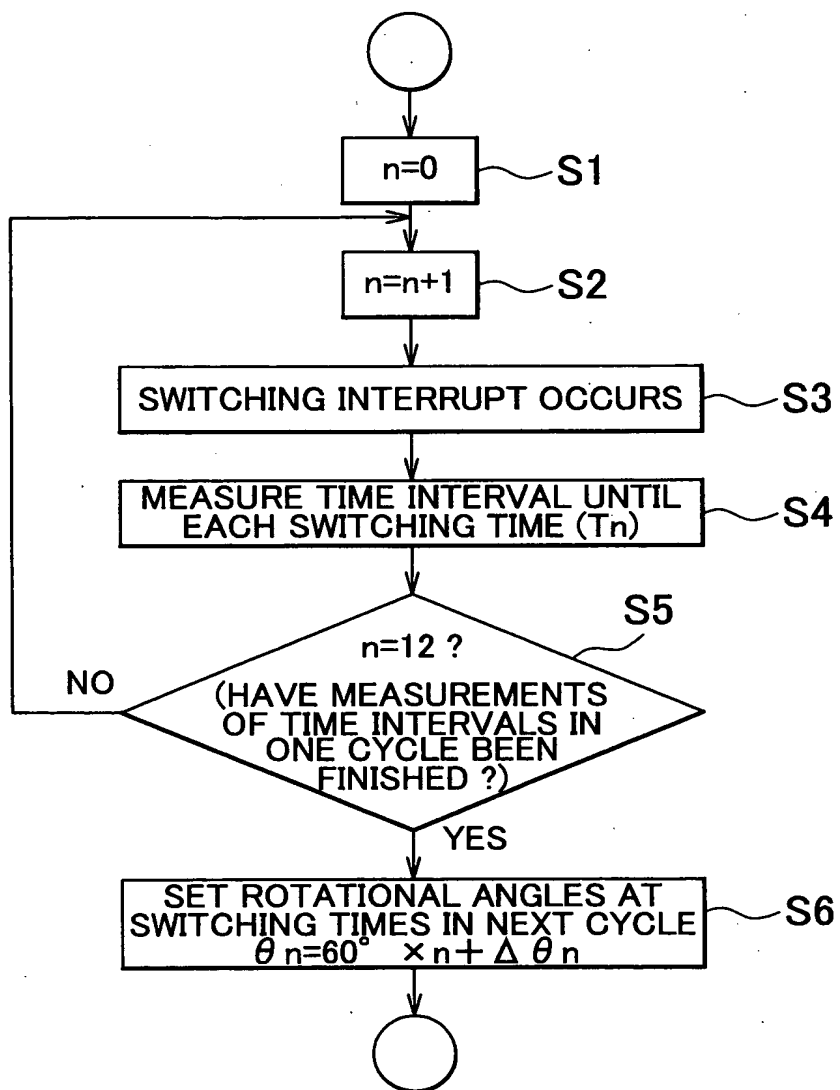 n=0
S1
n=n+1
S2
SWITCHING INTERRUPT OCCURS
S3
MEASURE TIME INTERVAL UNTIL
EACH SWITCHING TIME (Tn)
S4
S5
n=12 ?
NO
(HAVE MEASUREMENTS
OF TIME INTERVALS IN
ONE CYCLE BEEN
FINISHED ?)
YES
SET ROTATIONAL ANGLES AT
SWITCHING TIMES IN NEXT CYCLE
θ n=60° × n+ Δ θ n
S6